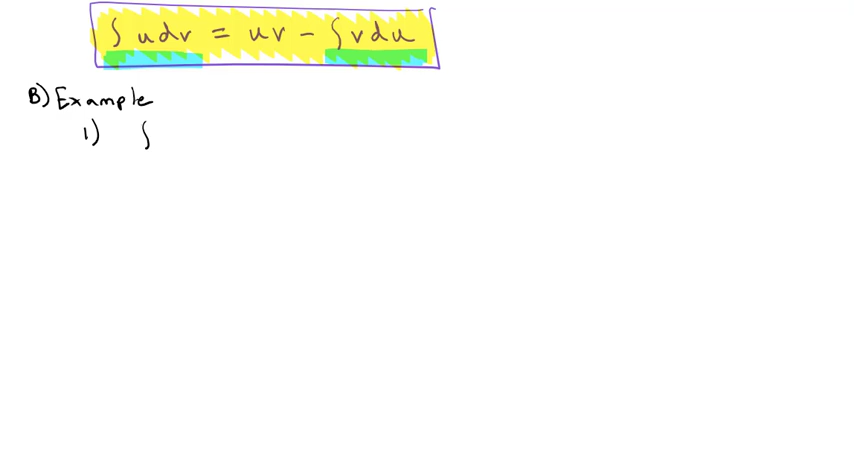 ∫ u dv = uv - ∫ v du
B) Example
1) ∫